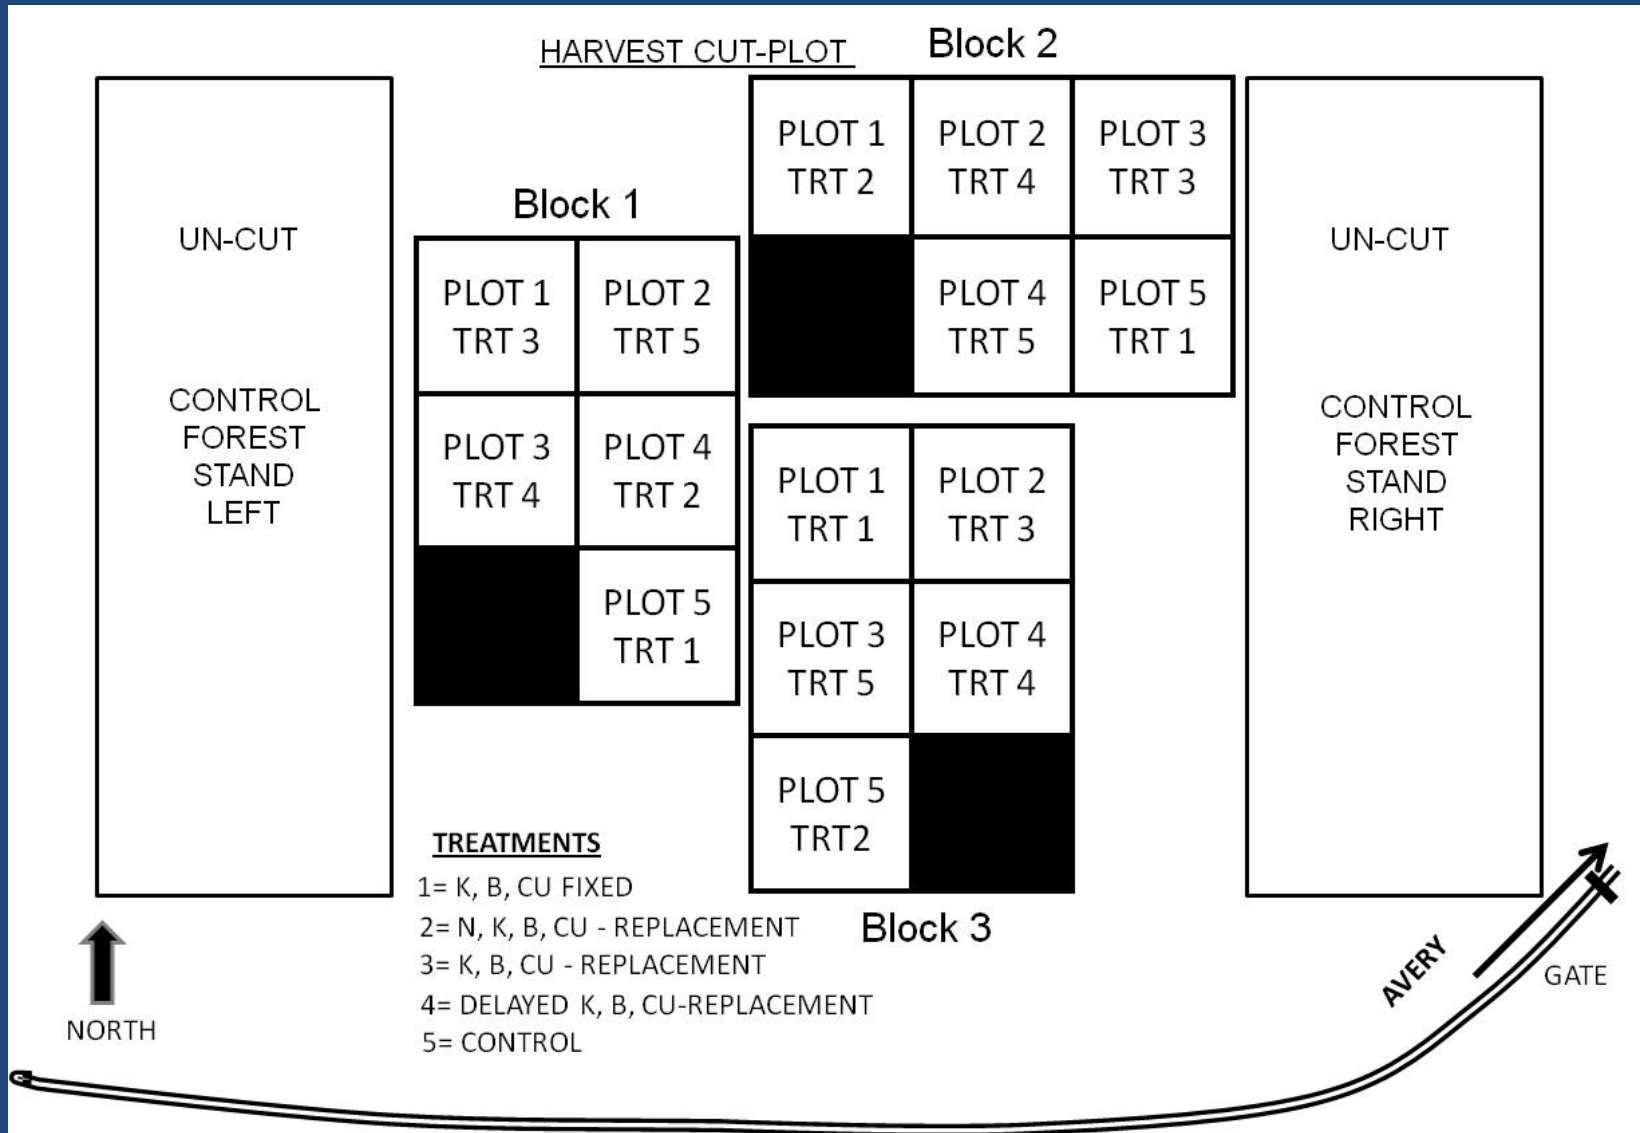 HARVEST CUT-PLOT
Block 2
PLOT 1
TRT 2
PLOT 2
TRT 4
PLOT 3
TRT 3
PLOT 4
TRT 5
PLOT 5
TRT 1
UN-CUT
CONTROL
FOREST
STAND
LEFT
Block 1
PLOT 1
TRT 3
PLOT 2
TRT 5
PLOT 3
TRT 4
PLOT 4
TRT 2
PLOT 5
TRT 1
UN-CUT
CONTROL
FOREST
STAND
RIGHT
PLOT 1
TRT 1
PLOT 2
TRT 3
PLOT 3
TRT 5
PLOT 4
TRT 4
PLOT 5
TRT2
Block 3
TREATMENTS
1= K, B, CU FIXED
2= N, K, B, CU - REPLACEMENT
3= K, B, CU - REPLACEMENT
4= DELAYED K, B, CU-REPLACEMENT
5= CONTROL
NORTH
AVERY
GATE